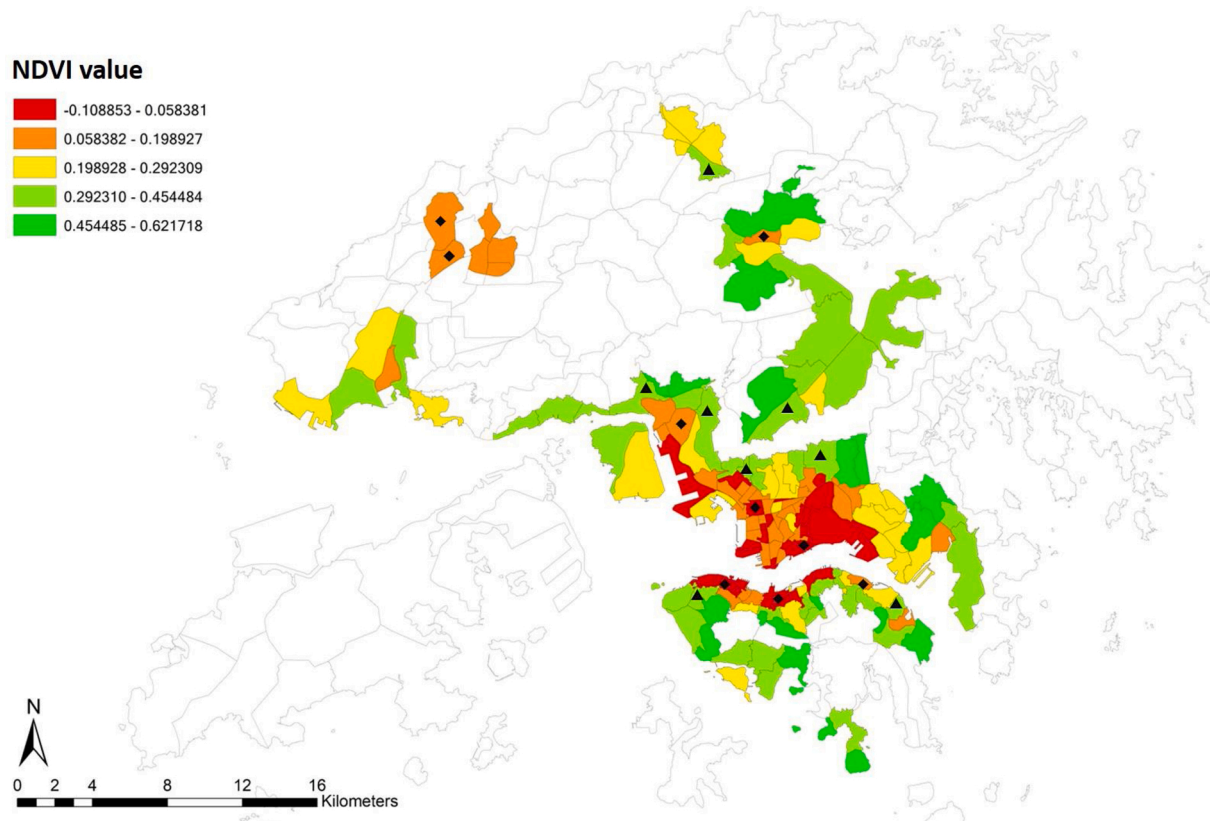 NDVI value
-0.108853 - 0.058381
0.058382 - 0.198927
0.198928 - 0.292309
0.292310 - 0.454484
0.454485 - 0.621718
N
0 2 4 8 12 16
Kilometers